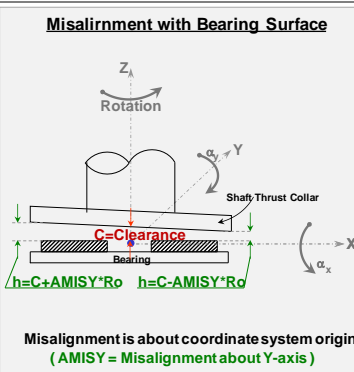 Misalirnment with Bearing Surface
Z
Rotation
αy
Y
Shaft Thrust Collar
C=Clearance
X
Bearing
αx
h=C+AMISY*Ro h=C-AMISY*Ro
Misalignment is about coordinate system origin
( AMISY = Misalignment about Y-axis )